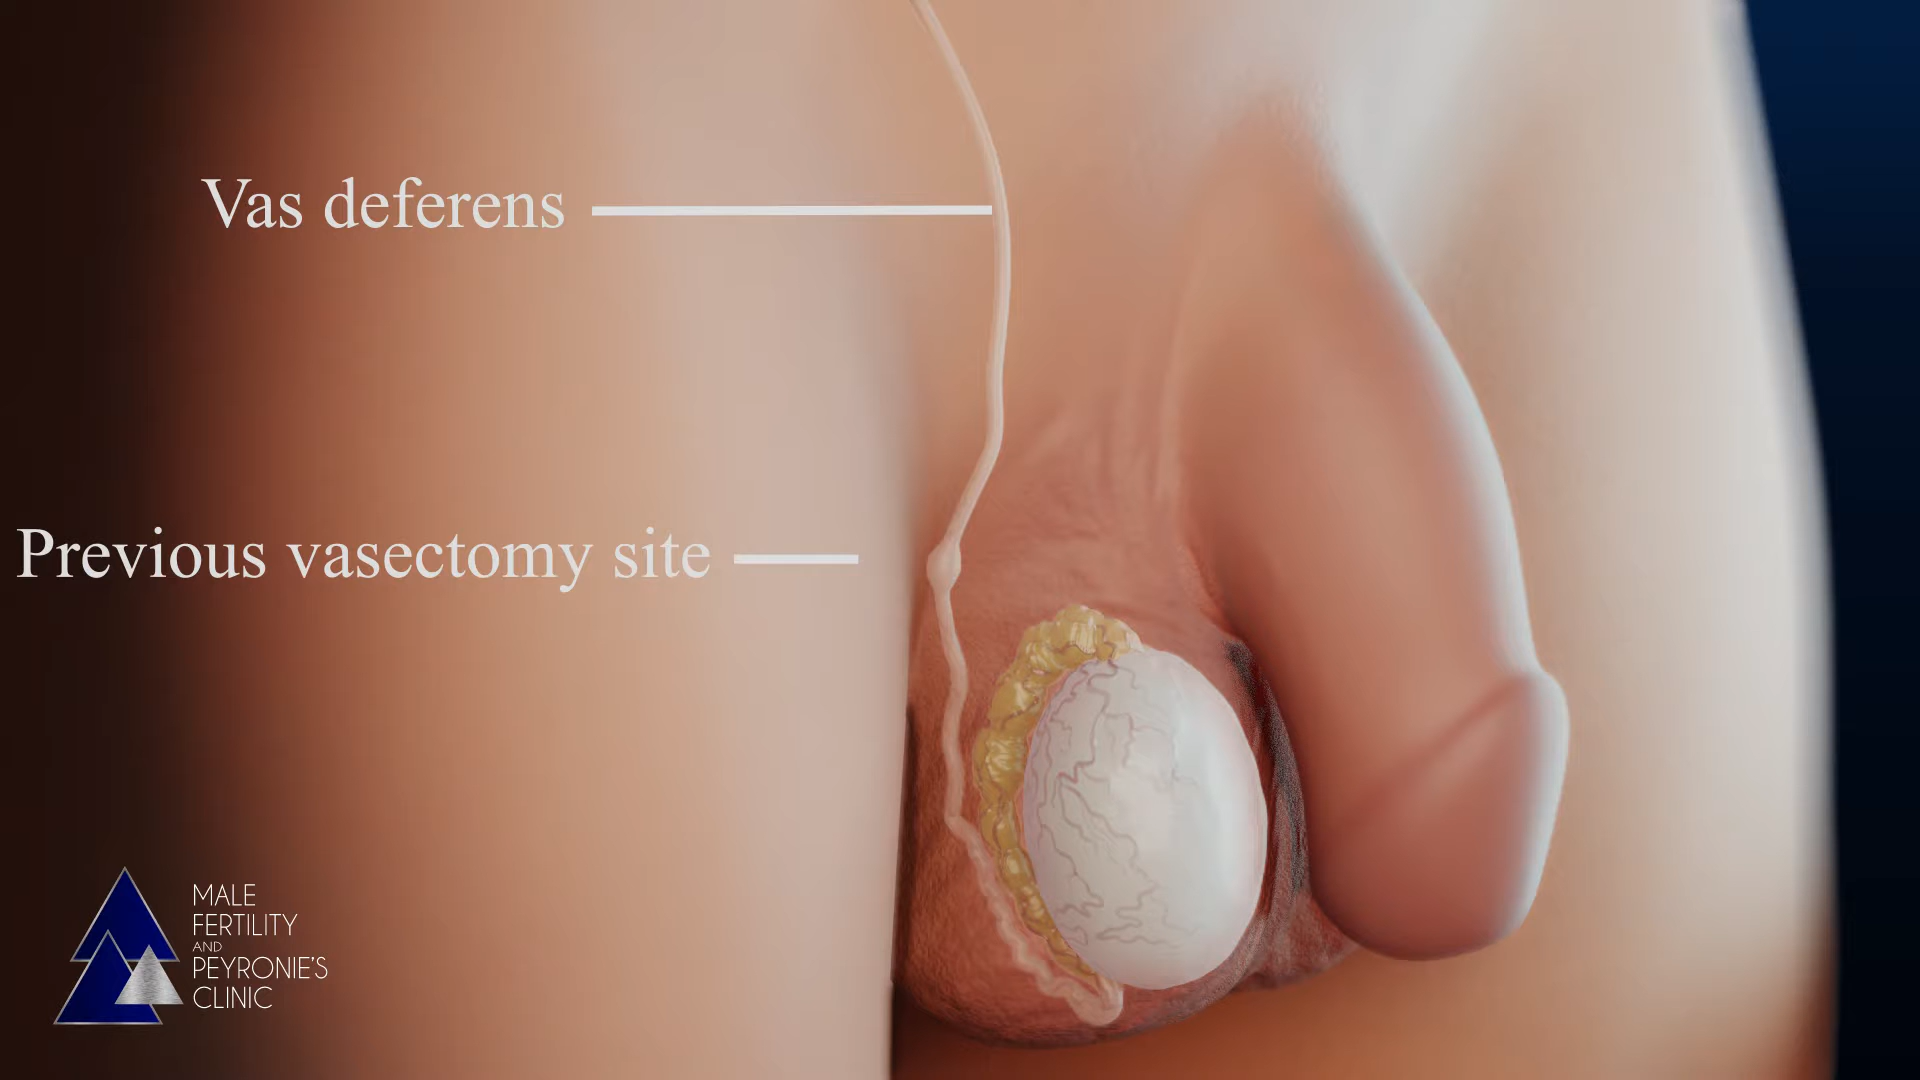 Vas deferens
Previous vasectomy site
MALE
FERTILITY
AND
PEYRONIE'S
CLINIC